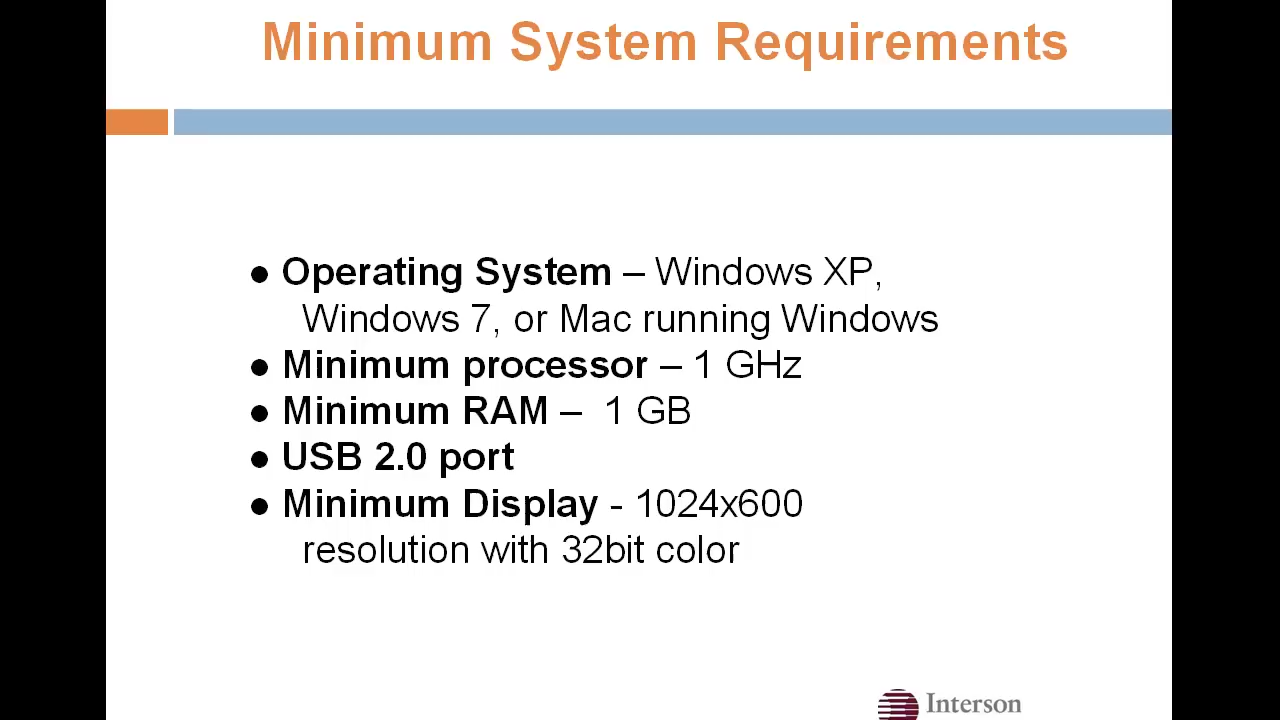 Minimum System Requirements
● Operating System – Windows XP,
Windows 7, or Mac running Windows
● Minimum processor – 1 GHz
● Minimum RAM –  1 GB
● USB 2.0 port
● Minimum Display - 1024x600
resolution with 32bit color
Interson